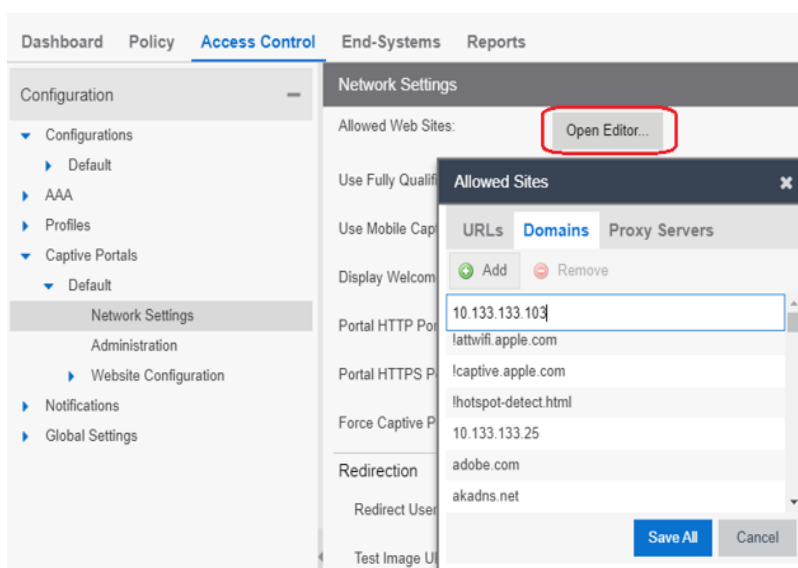 Dashboard Policy Access Control End-Systems Reports
Configuration
Configurations
Default
AAA
Profiles
Captive Portals
Default
Network Settings
Administration
Website Configuration
Notifications
Global Settings
Network Settings
Allowed Web Sites:
Open Editor...
Use Fully Qualifi
Use Mobile Cap
Display Welcom
Portal HTTP Por
Portal HTTPS P
Force Captive P
Redirection
Redirect User
Test Image U
Allowed Sites
URLs Domains Proxy Servers
Add Remove
10.133.133.103
!attwifi.apple.com
!captive.apple.com
!hotspot-detect.html
10.133.133.25
adobe.com
akadns.net
Save All Cancel